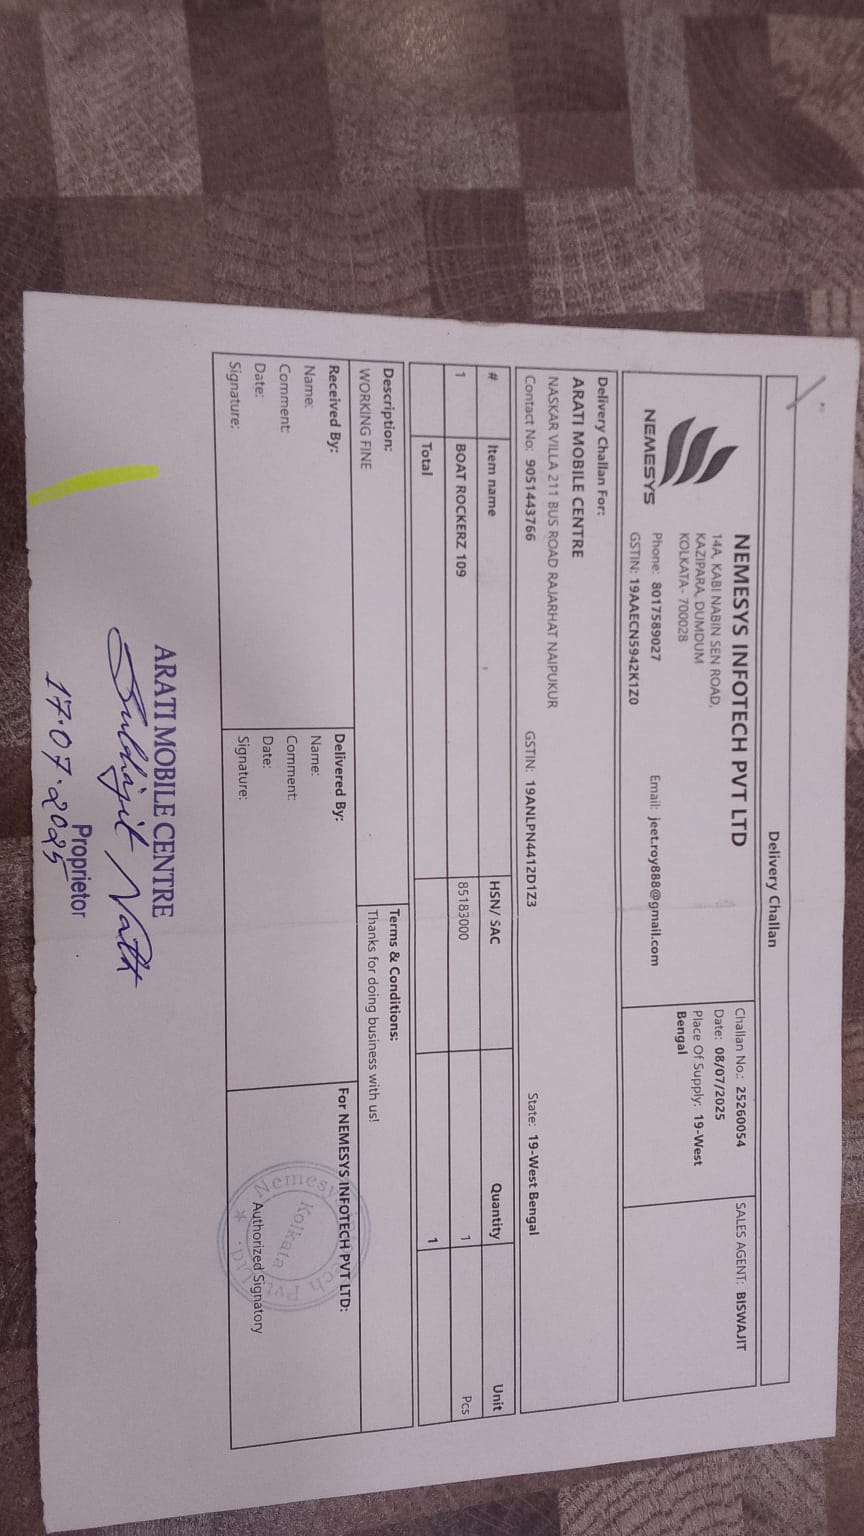 Delivery Challan
NEMESYS
NEMESYS INFOTECH PVT LTD
14A, KABI NABIN SEN ROAD,
KAZIPARA, DUMDUM
KOLKATA- 700028
Phone: 8017589027 Email: jeet.roy888@gmail.com
GSTIN: 19AAECN5942K1Z0
Challan No.: 25260054
Date: 08/07/2025
Place Of Supply: 19-West
Bengal
SALES AGENT: BISWAJIT
Delivery Challan For:
ARATI MOBILE CENTRE
NASKAR VILLA 211 BUS ROAD RAJARHAT NAIPUKUR
Contact No: 9051443766 GSTIN: 19ANLPN4412D1Z3 State: 19-West Bengal
# Item name HSN/ SAC Quantity Unit
1 BOAT ROCKERZ 109 85183000 1 Pcs
Total 1
Description:
WORKING FINE
Terms & Conditions:
Thanks for doing business with us!
Received By:
Name:
Comment:
Date:
Signature:
Delivered By:
Name:
Comment:
Date:
Signature:
For NEMESYS INFOTECH PVT LTD:
Kolkata
Authorized Signatory
ARATI MOBILE CENTRE
Nath
Proprietor
17.07.2025